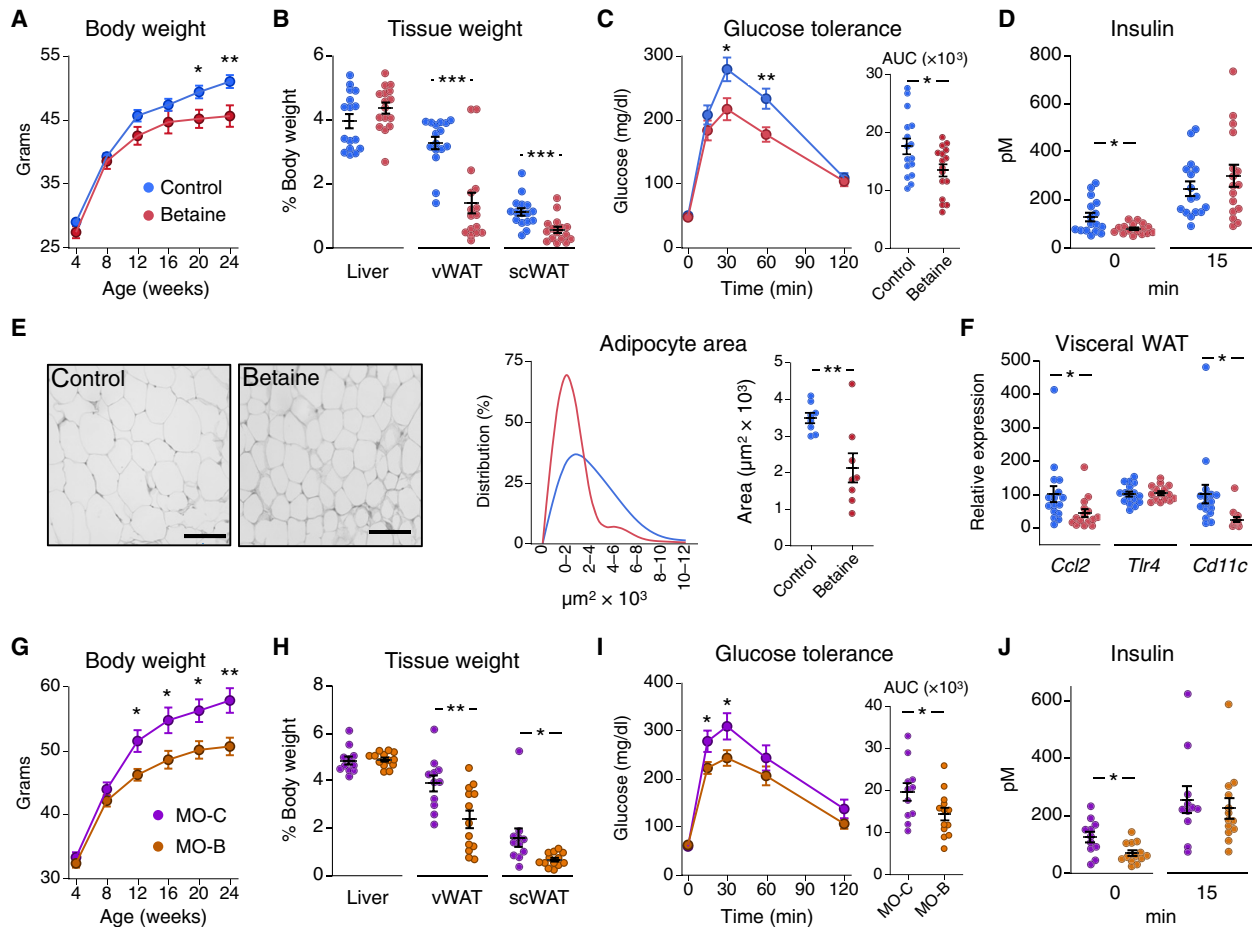 A
Body weight
55
45
35
25
Grams
*
**
Control
Betaine
4 8 12 16 20 24
Age (weeks)
B
Tissue weight
6
4
2
0
% Body weight
***
***
Liver vWAT scWAT
C
Glucose tolerance
300
200
100
0
Glucose (mg/dl)
*
**
0 30 60 90 120
Time (min)
AUC (×10³)
30
20
10
0
*
Control
Betaine
D
Insulin
800
600
400
200
0
pM
*
0 15
min
E
Control
Betaine
Adipocyte area
75
50
25
0
Distribution (%)
0
0–2
2–4
4–6
6–8
8–10
10–12
µm² × 10³
5
4
3
2
1
0
Area (µm² × 10³)
**
Control
Betaine
F
Visceral WAT
500
400
300
200
100
0
Relative expression
*
*
Ccl2 Tlr4 Cd11c
G
Body weight
60
50
40
30
Grams
*
*
*
**
MO-C
MO-B
4 8 12 16 20 24
Age (weeks)
H
Tissue weight
8
6
4
2
0
% Body weight
**
*
Liver vWAT scWAT
I
Glucose tolerance
400
300
200
100
0
Glucose (mg/dl)
*
*
0 30 60 90 120
Time (min)
AUC (×10³)
40
30
20
10
0
*
MO-C
MO-B
J
Insulin
600
400
200
0
pM
*
0 15
min